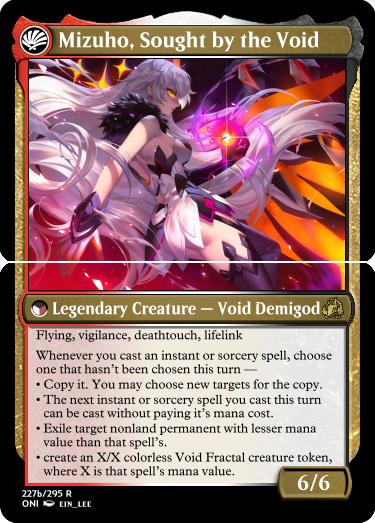 Mizuho, Sought by the Void
Legendary Creature — Void Demigod
Flying, vigilance, deathtouch, lifelink
Whenever you cast an instant or sorcery spell, choose
one that hasn't been chosen this turn —
• Copy it. You may choose new targets for the copy.
• The next instant or sorcery you cast this turn
can be cast without paying it's mana cost.
• Exile target nonland permanent with lesser mana
value than that spell's.
• create an X/X colorless Void Fractal creature token,
where X is that spell's mana value.
6/6
227b/295 R
ONI EIN_LEE